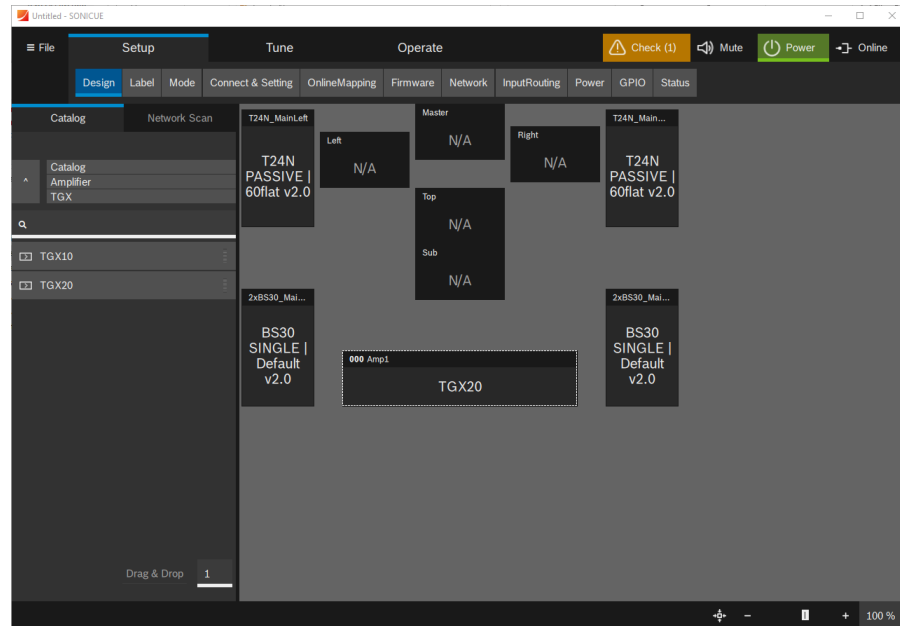 Untitled - SONICUE
≡ File
Setup
Tune
Operate
Check (1)
Mute
Power
Online
Design
Label
Mode
Connect & Setting
OnlineMapping
Firmware
Network
InputRouting
Power
GPIO
Status
Catalog
Network Scan
Catalog
Amplifier
TGX
TGX10
TGX20
Drag & Drop
1
T24N_MainLeft
T24N
PASSIVE |
60flat v2.0
Left
N/A
Master
N/A
Right
N/A
T24N_Main...
T24N
PASSIVE |
60flat v2.0
Top
N/A
Sub
N/A
2xBS30_Mai...
BS30
SINGLE |
Default
v2.0
000 Amp1
TGX20
2xBS30_Mai...
BS30
SINGLE |
Default
v2.0
100 %